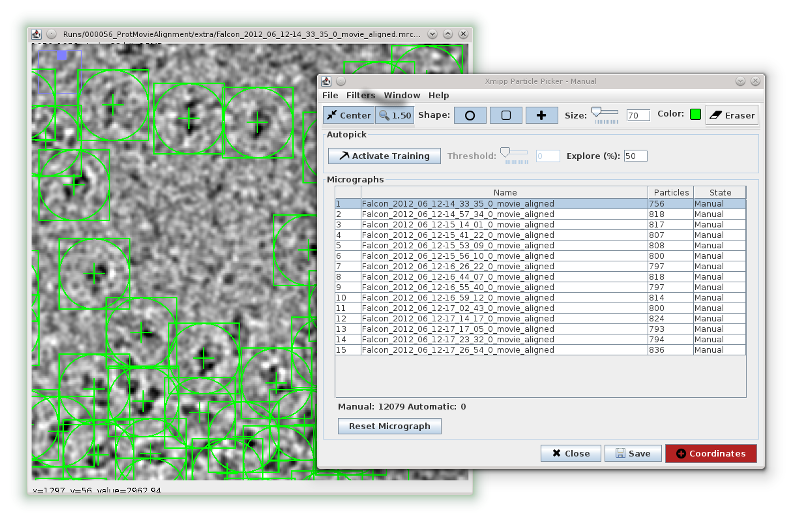 Runs/000056_ProtMovieAlignment/extra/Falcon_2012_06_12-14_33_35_0_movie_aligned.mrc...
Xmipp Particle Picker - Manual
File Filters Window Help
Center 1.50 Shape: Size: 70 Color: Eraser
Autopick
Activate Training Threshold: 0 Explore (%): 50
Micrographs
Name Particles State
1 Falcon_2012_06_12-14_33_35_0_movie_aligned 756 Manual
2 Falcon_2012_06_12-14_57_34_0_movie_aligned 818 Manual
3 Falcon_2012_06_12-15_14_01_0_movie_aligned 817 Manual
4 Falcon_2012_06_12-15_41_22_0_movie_aligned 807 Manual
5 Falcon_2012_06_12-15_53_09_0_movie_aligned 808 Manual
6 Falcon_2012_06_12-15_56_10_0_movie_aligned 800 Manual
7 Falcon_2012_06_12-16_26_22_0_movie_aligned 797 Manual
8 Falcon_2012_06_12-16_44_07_0_movie_aligned 818 Manual
9 Falcon_2012_06_12-16_55_40_0_movie_aligned 797 Manual
10 Falcon_2012_06_12-16_59_12_0_movie_aligned 814 Manual
11 Falcon_2012_06_12-17_02_43_0_movie_aligned 800 Manual
12 Falcon_2012_06_12-17_14_17_0_movie_aligned 824 Manual
13 Falcon_2012_06_12-17_17_05_0_movie_aligned 793 Manual
14 Falcon_2012_06_12-17_23_32_0_movie_aligned 794 Manual
15 Falcon_2012_06_12-17_26_54_0_movie_aligned 836 Manual
Manual: 12079 Automatic: 0
Reset Micrograph
Close Save Coordinates
x=1297, y=56, value=2962.94